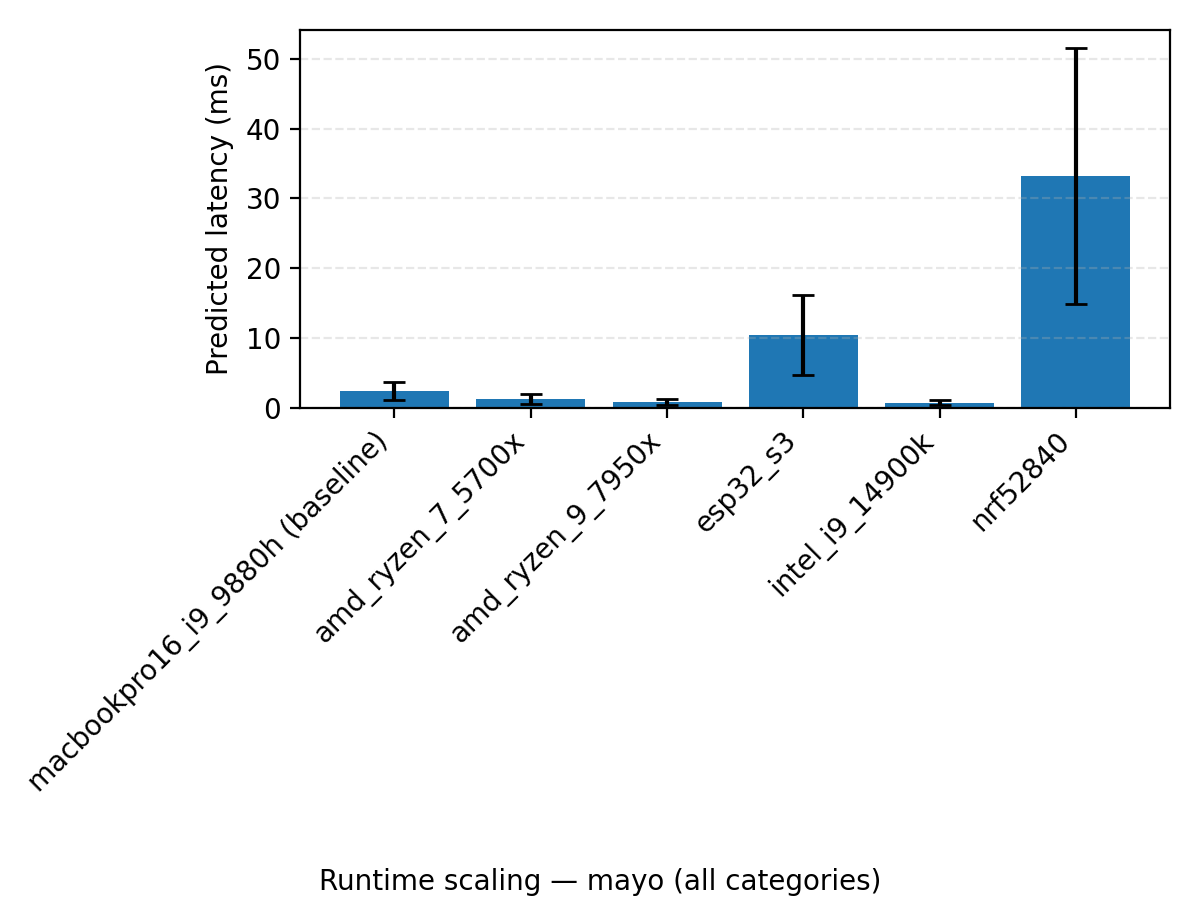 Predicted latency (ms)
50
40
30
20
10
0
macbookpro16_i9_9880h (baseline)
amd_ryzen_7_5700x
amd_ryzen_9_7950x
esp32_s3
intel_i9_14900k
nrf52840
Runtime scaling — mayo (all categories)